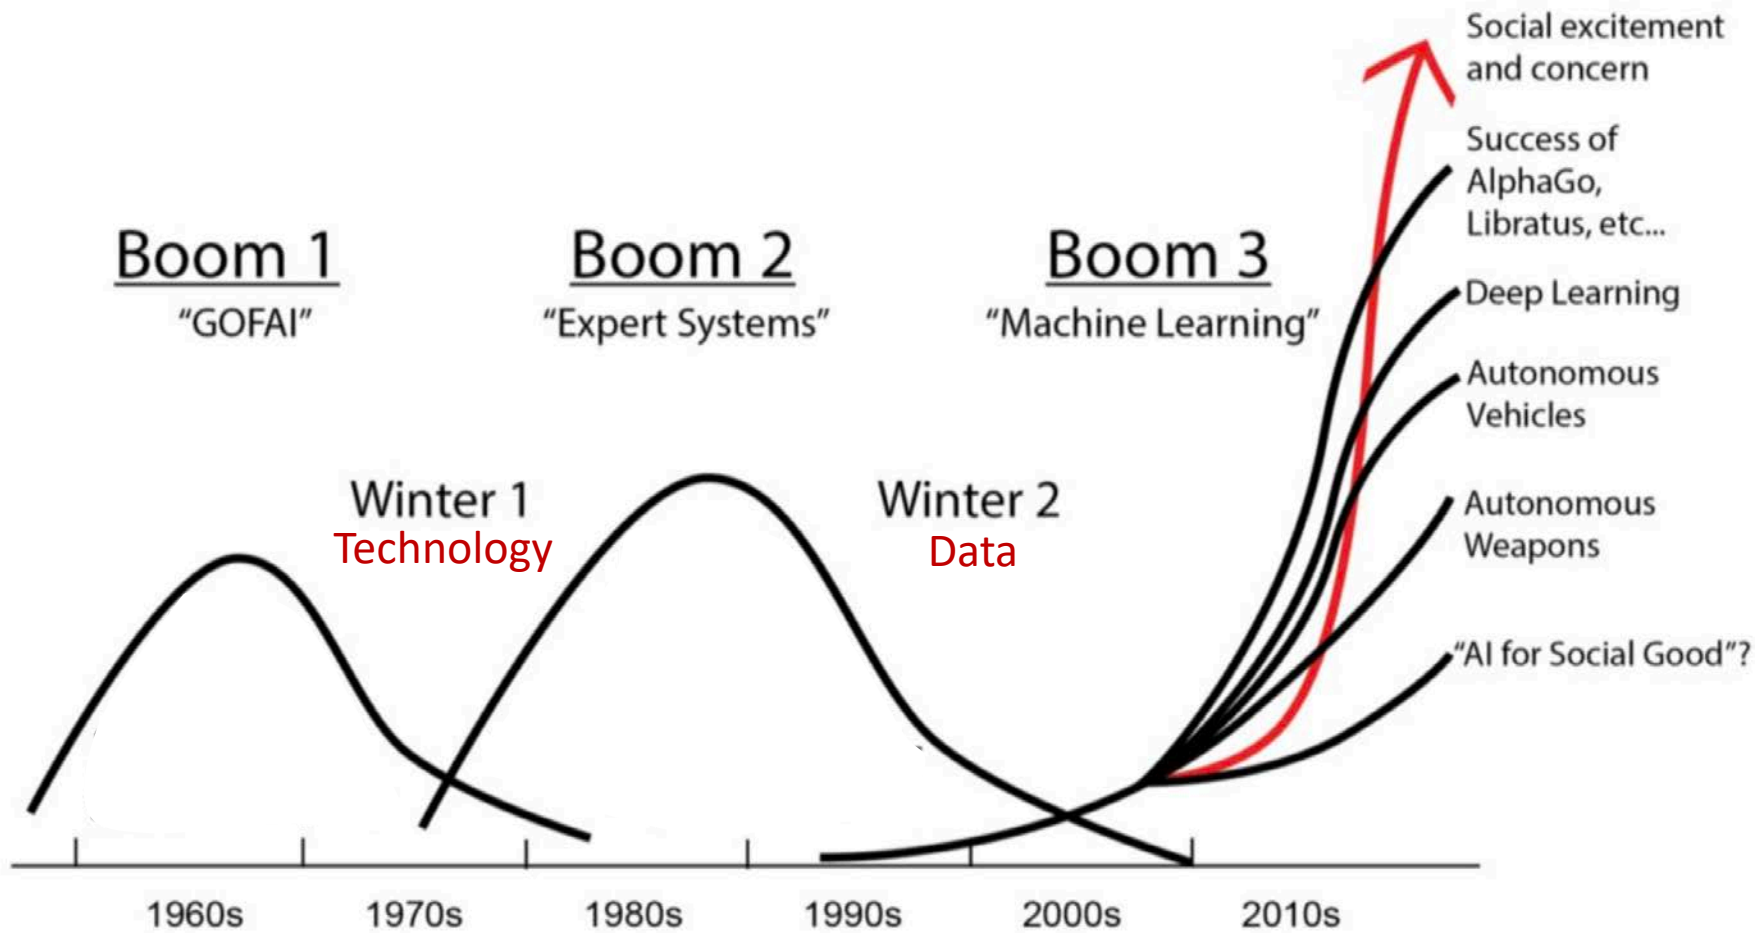 Social excitement
and concern
Success of
AlphaGo,
Libratus, etc...
Boom 1
"GOFAI"
Boom 2
"Expert Systems"
Boom 3
"Machine Learning"
Deep Learning
Autonomous
Vehicles
Winter 1
Technology
Winter 2
Data
Autonomous
Weapons
"AI for Social Good"?
1960s
1970s
1980s
1990s
2000s
2010s